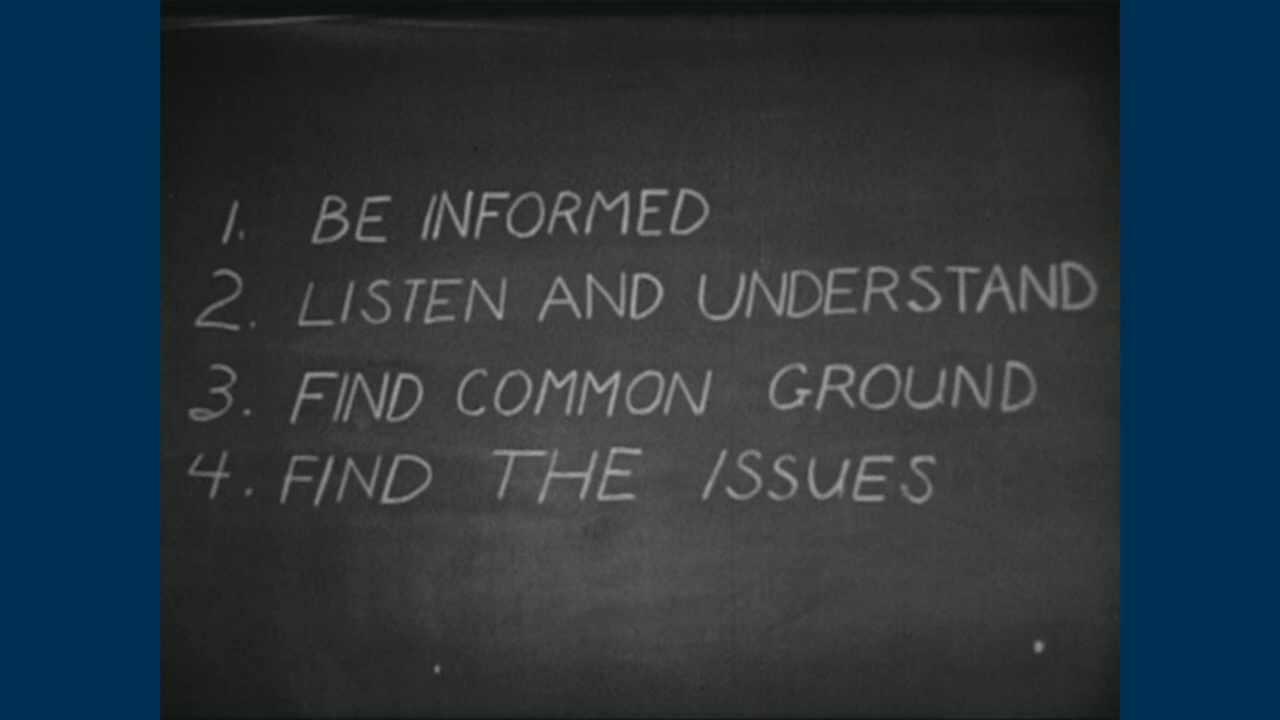 1. BE INFORMED
2. LISTEN AND UNDERSTAND
3. FIND COMMON GROUND
4. FIND THE ISSUES